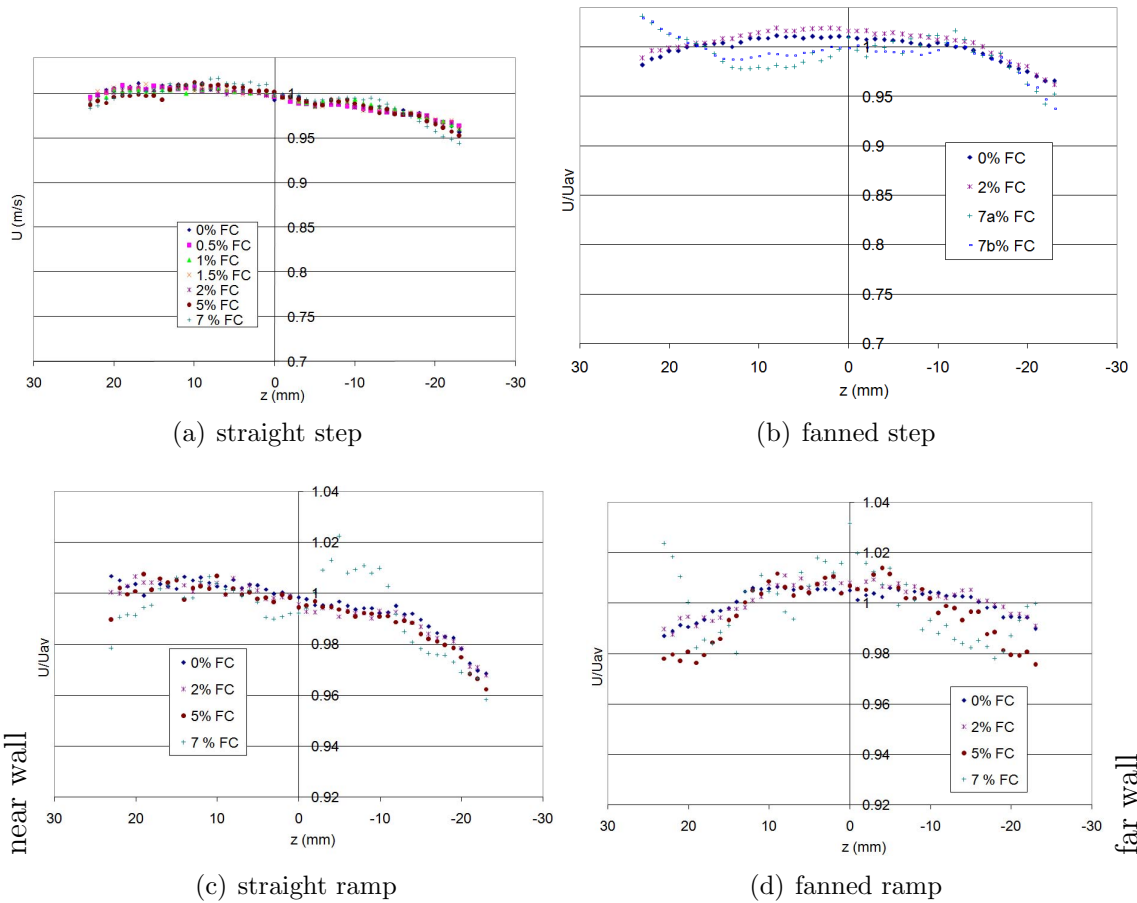 U (m/s)
1
0.95
0.9
0.85
0.8
0.75
0.7
0% FC
0.5% FC
1% FC
1.5% FC
2% FC
5% FC
7 % FC
30 20 10 0 -10 -20 -30
z (mm)
(a) straight step
U/Uav
1
0.95
0.9
0.85
0.8
0.75
0.7
0% FC
2% FC
7a% FC
7b% FC
30 20 10 0 -10 -20 -30
z (mm)
(b) fanned step
near wall
U/Uav
1.04
1.02
1
0.98
0.96
0.94
0.92
0% FC
2% FC
5% FC
7 % FC
30 20 10 0 -10 -20 -30
z (mm)
(c) straight ramp
U/Uav
1.04
1.02
1
0.98
0.96
0.94
0.92
0% FC
2% FC
5% FC
7 % FC
30 20 10 0 -10 -20 -30
z (mm)
(d) fanned ramp
far wall